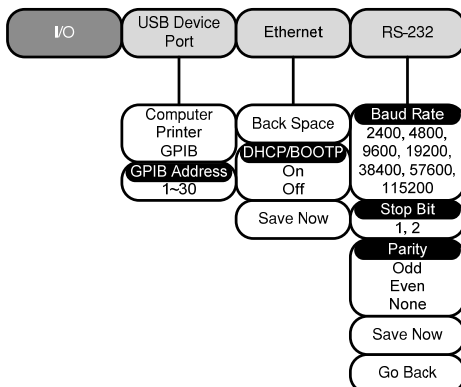 I/O
USB Device
Port
Ethernet
RS-232
Computer
Printer
GPIB
GPIB Address
1~30
Back Space
DHCP/BOOTP
On
Off
Save Now
Baud Rate
2400, 4800,
9600, 19200,
38400, 57600,
115200
Stop Bit
1, 2
Parity
Odd
Even
None
Save Now
Go Back